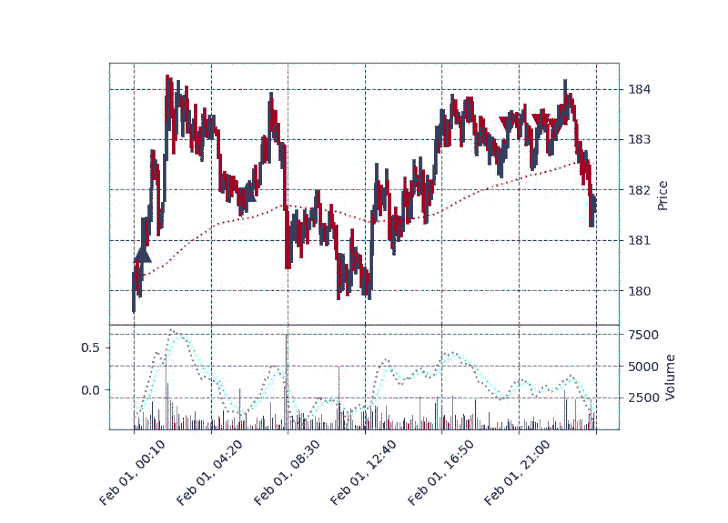 184
183
182
181
180
Price
0.5
0.0
7500
5000
2500
Volume
Feb 01, 00:10
Feb 01, 04:20
Feb 01, 08:30
Feb 01, 12:40
Feb 01, 16:50
Feb 01, 21:00